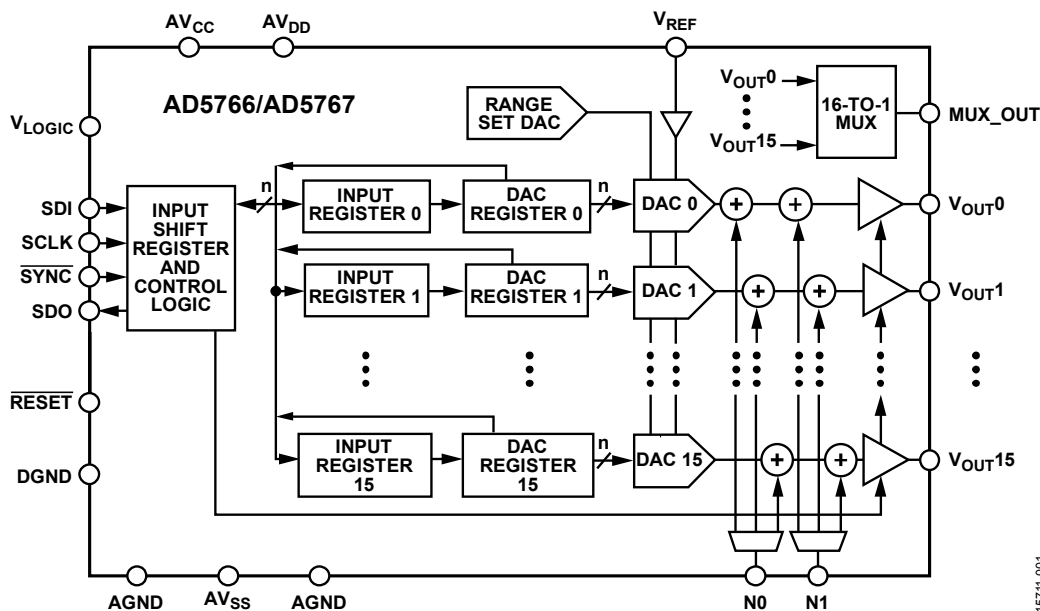 AVCC
AVDD
VREF
AD5766/AD5767
RANGE
SET DAC
VOUT0
VOUT15
16-TO-1
MUX
MUX_OUT
VLOGIC
SDI
SCLK
SYNC
SDO
INPUT
SHIFT
REGISTER
AND
CONTROL
LOGIC
n
INPUT
REGISTER 0
DAC
REGISTER 0
n
DAC 0
+
+
VOUT0
INPUT
REGISTER 1
DAC
REGISTER 1
n
DAC 1
+
+
VOUT1
RESET
DGND
INPUT
REGISTER
15
DAC
REGISTER
15
n
DAC 15
+
+
VOUT15
AGND
AVSS
AGND
N0
N1
15711-001